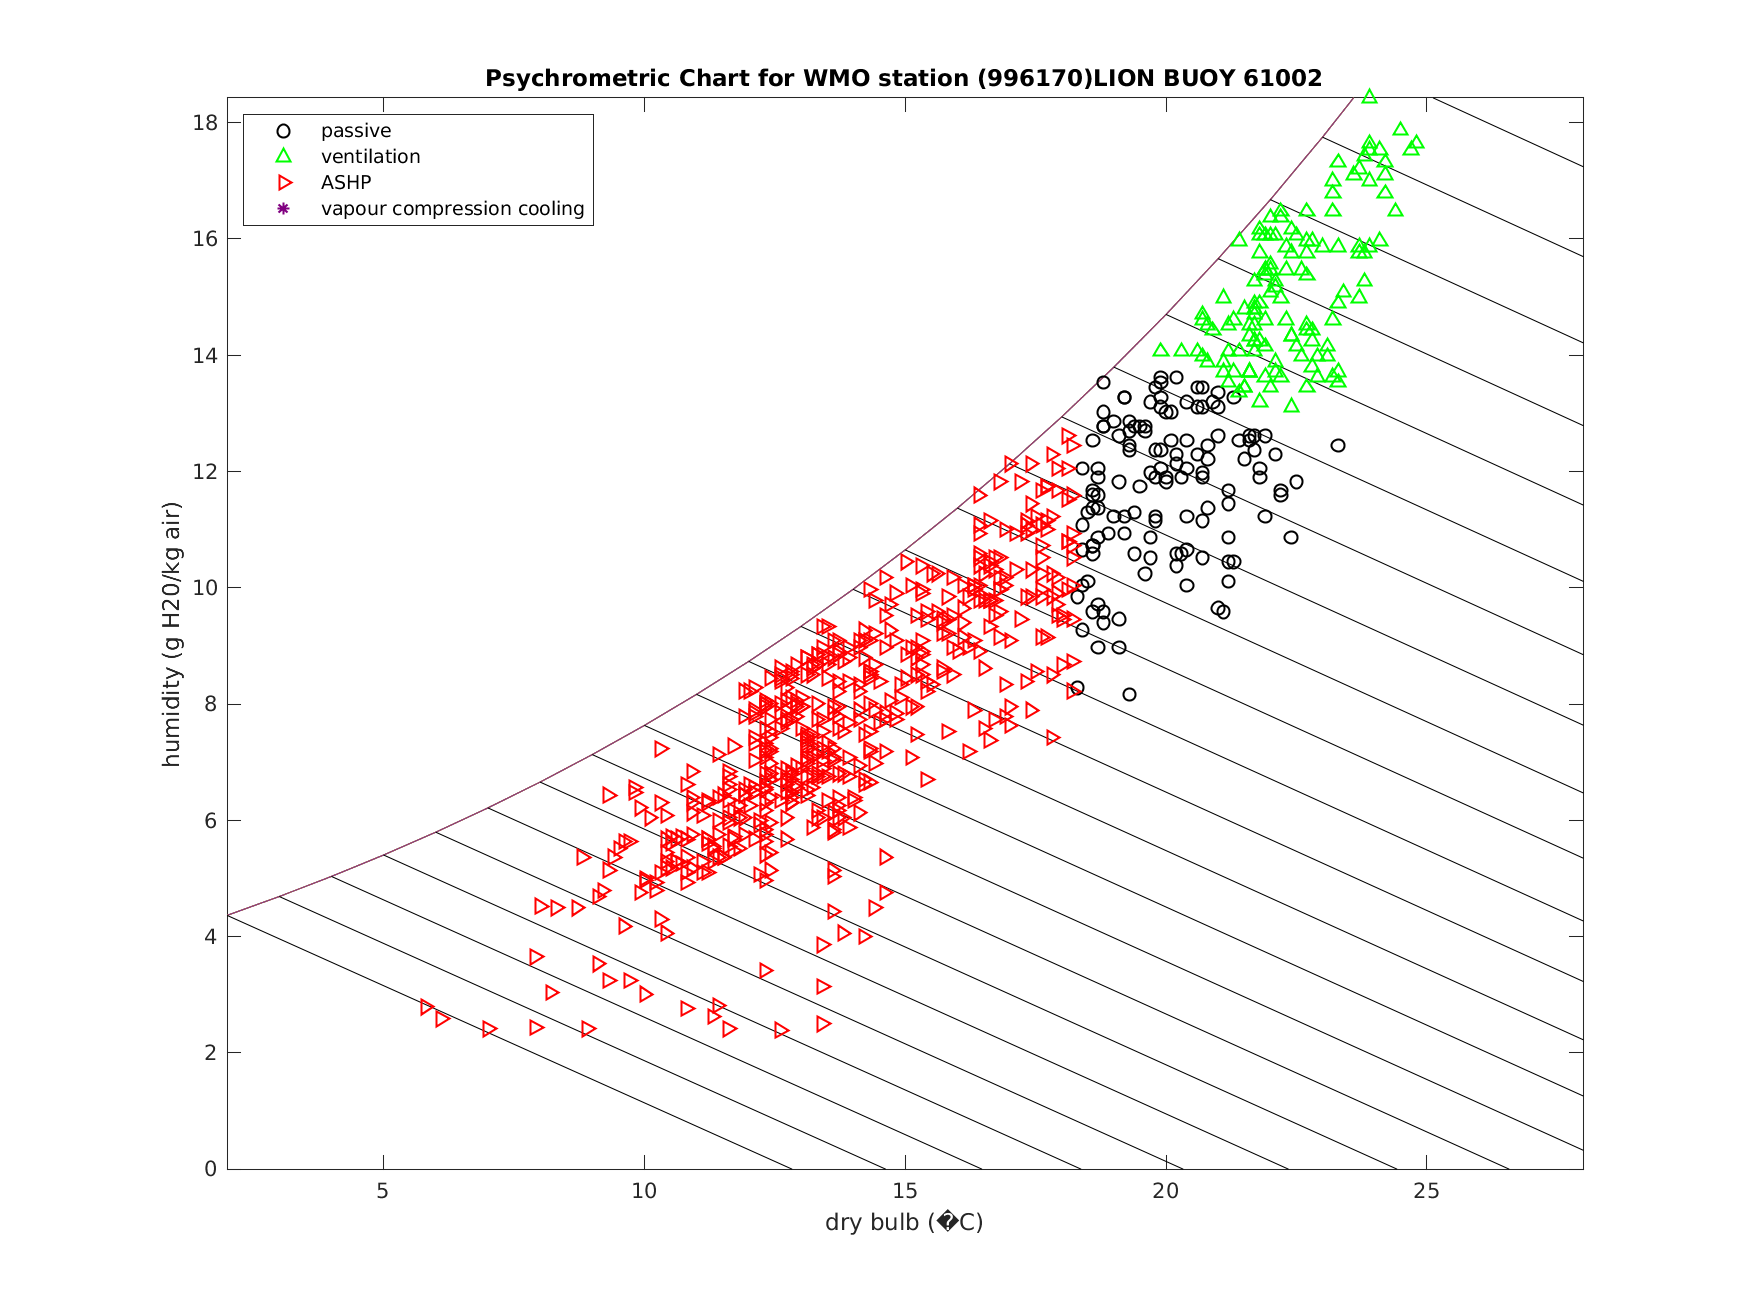 Psychrometric Chart for WMO station (996170)LION BUOY 61002
passive
ventilation
ASHP
vapour compression cooling
humidity (g H20/kg air)
18
16
14
12
10
8
6
4
2
0
5
10
15
20
25
dry bulb (�C)